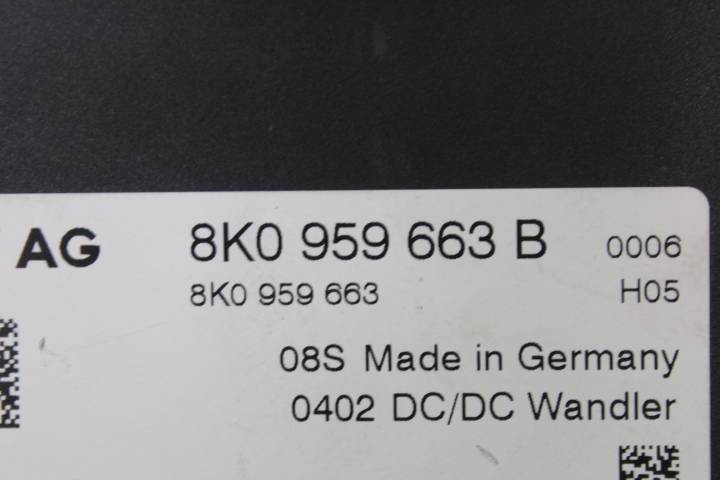 AG 8K0 959 663 B 0006
8K0 959 663 H05
08S Made in Germany
0402 DC/DC Wandler